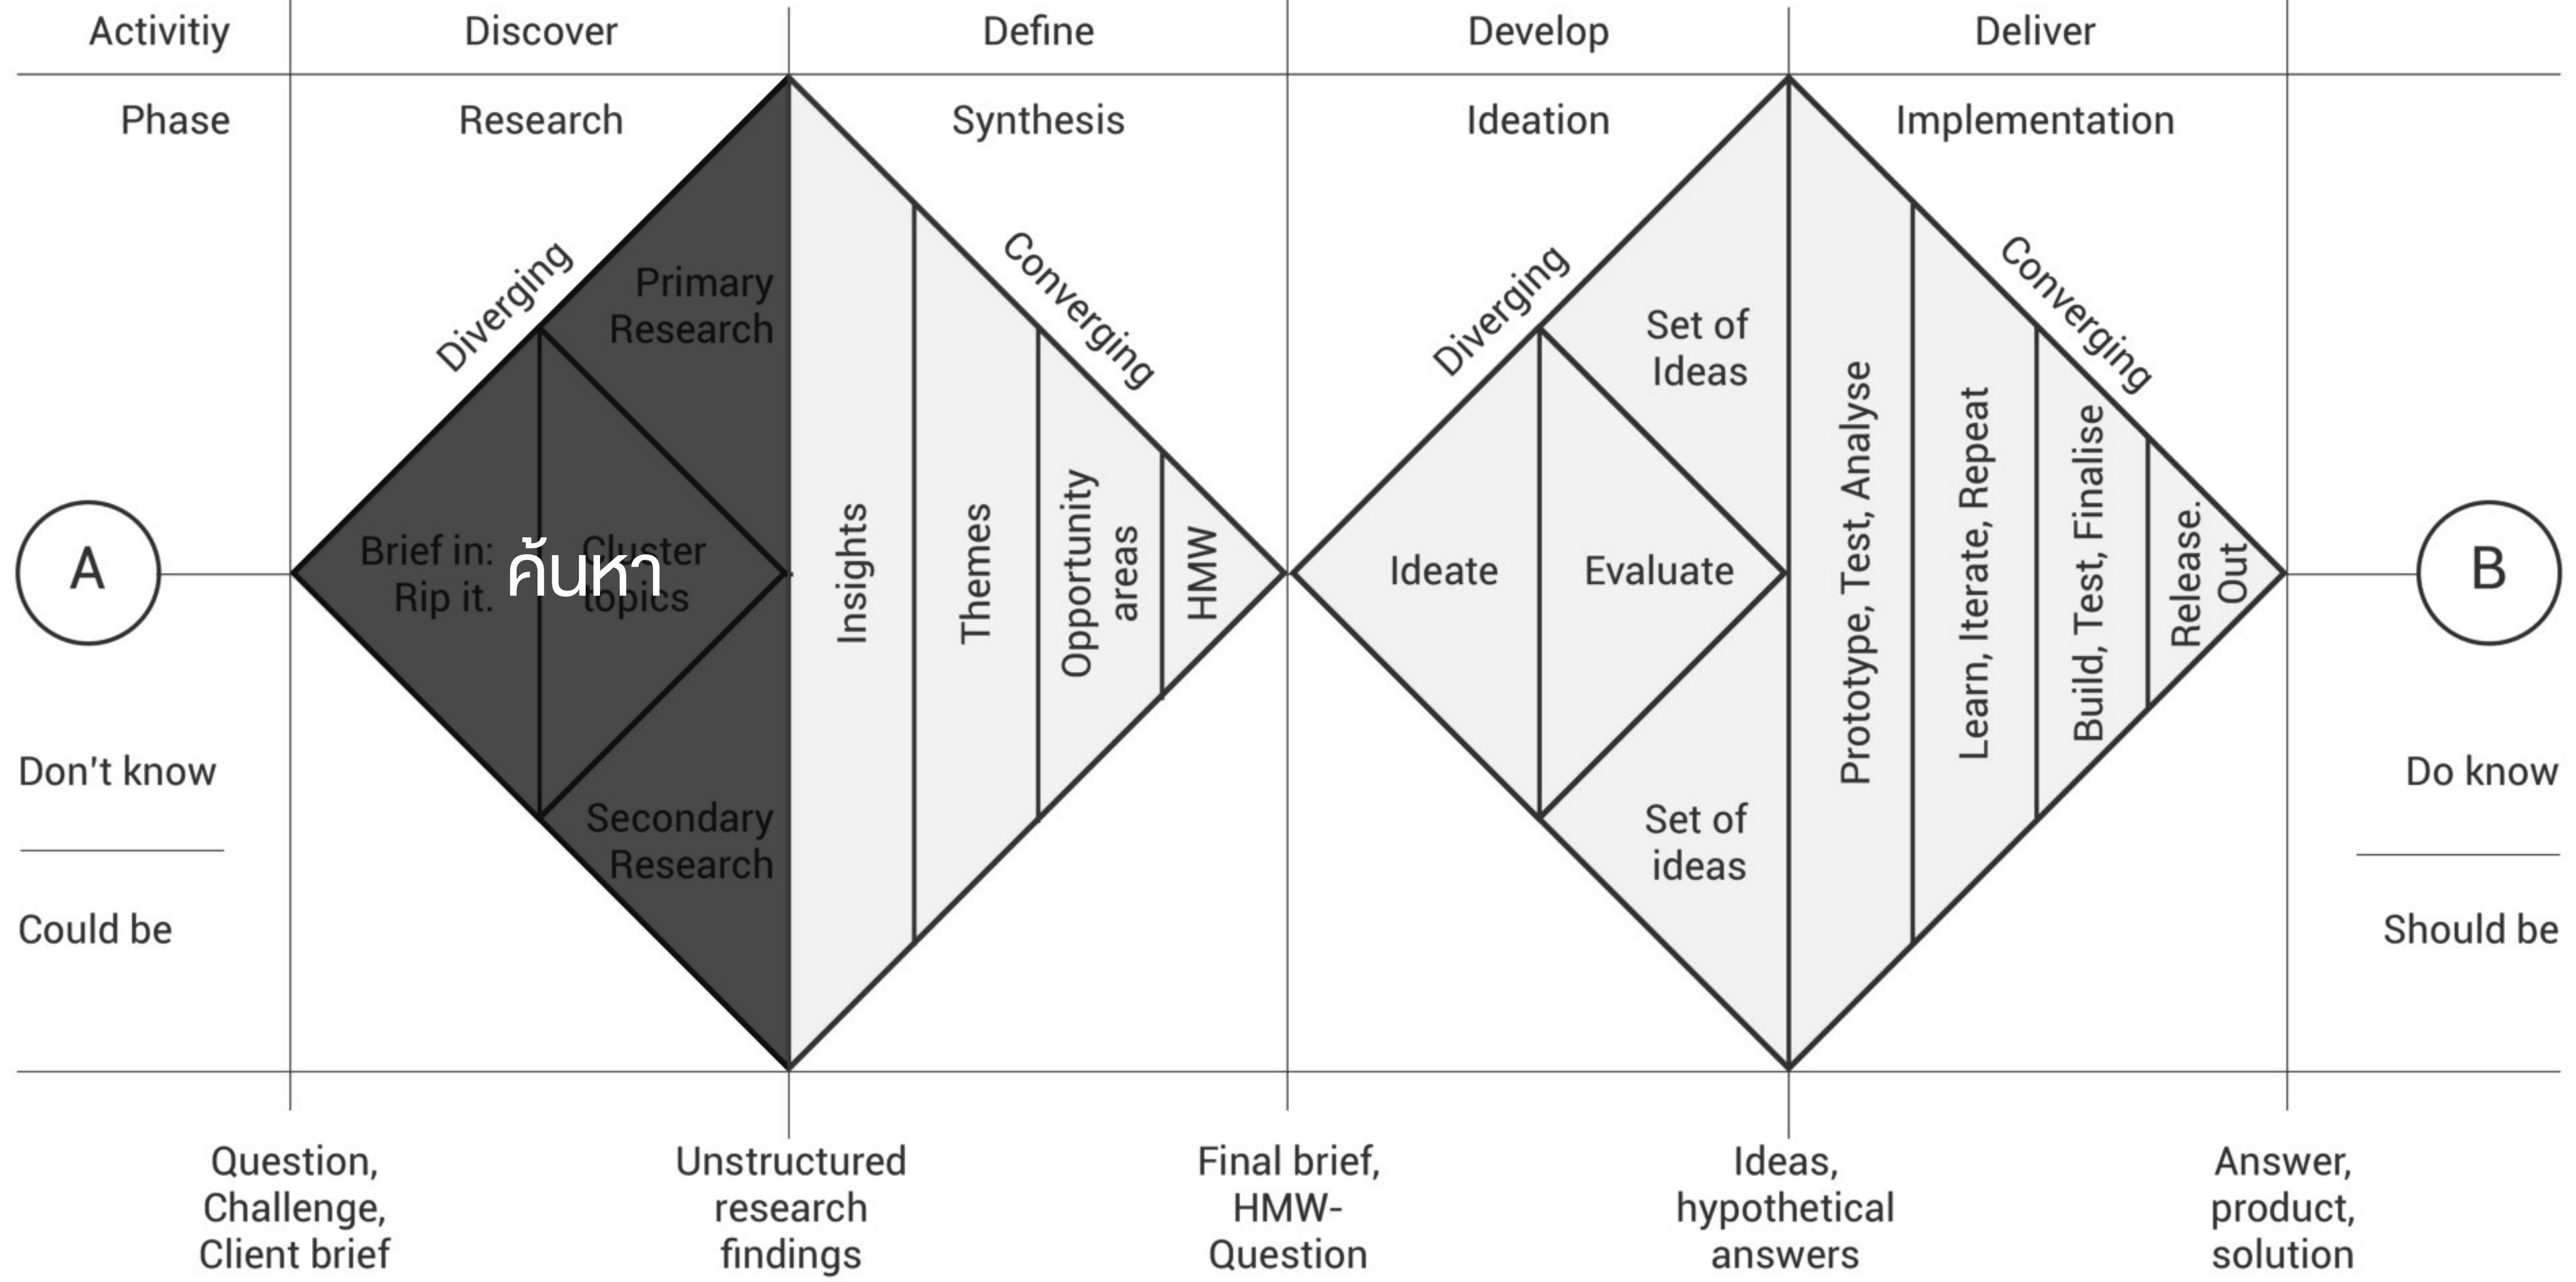 Activitiy
Discover
Define
Develop
Deliver
Phase
Research
Synthesis
Ideation
Implementation
Diverging
Converging
Diverging
Converging
Primary
Research
Brief in:
Rip it.
Cluster
topics
ค้นหา
Secondary
Research
Insights
Themes
Opportunity
areas
HMW
Set of
Ideas
Ideate
Evaluate
Set of
ideas
Prototype, Test, Analyse
Learn, Iterate, Repeat
Build, Test, Finalise
Release.
Out
A
B
Don't know
Could be
Do know
Should be
Question,
Challenge,
Client brief
Unstructured
research
findings
Final brief,
HMW-
Question
Ideas,
hypothetical
answers
Answer,
product,
solution